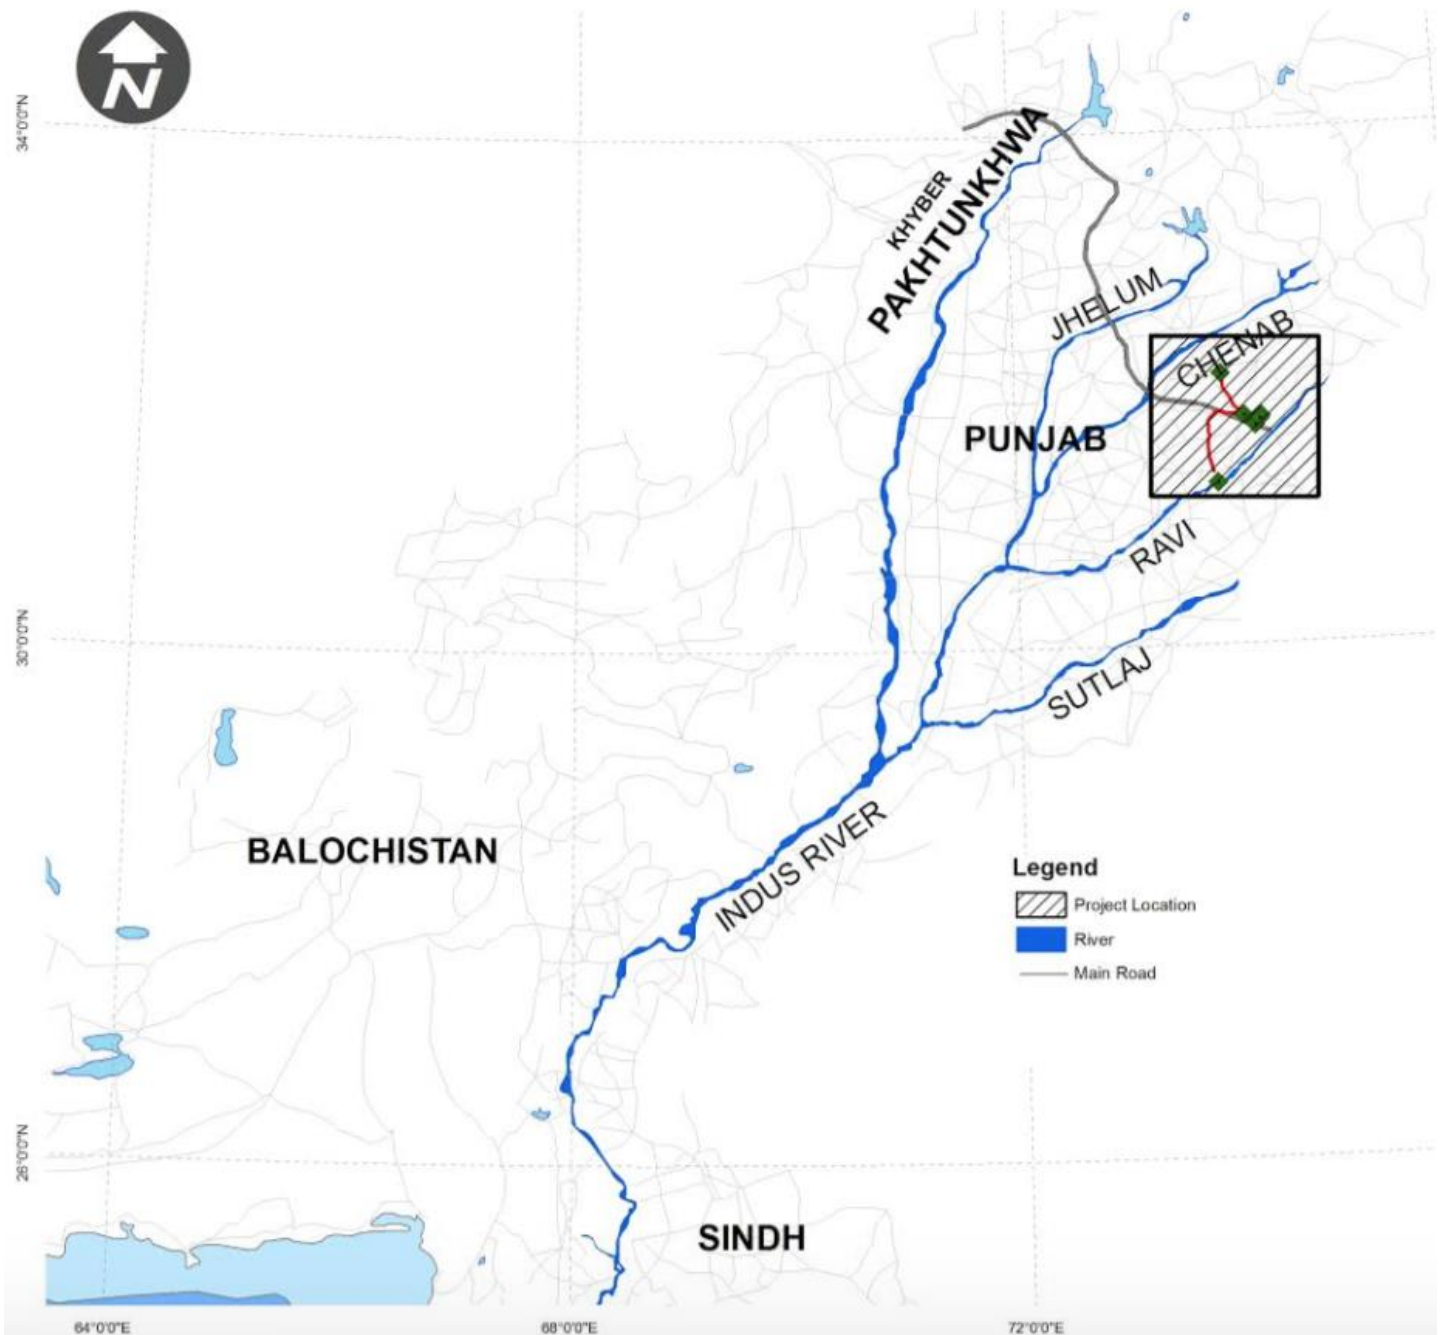 N
34°0'0"N
KHYBER
PAKHTUNKHWA
JHELUM
CHENAB
PUNJAB
RAVI
30°0'0"N
SUTLAJ
INDUS RIVER
BALOCHISTAN
Legend
Project Location
River
Main Road
26°0'0"N
SINDH
64°0'0"E
68°0'0"E
72°0'0"E